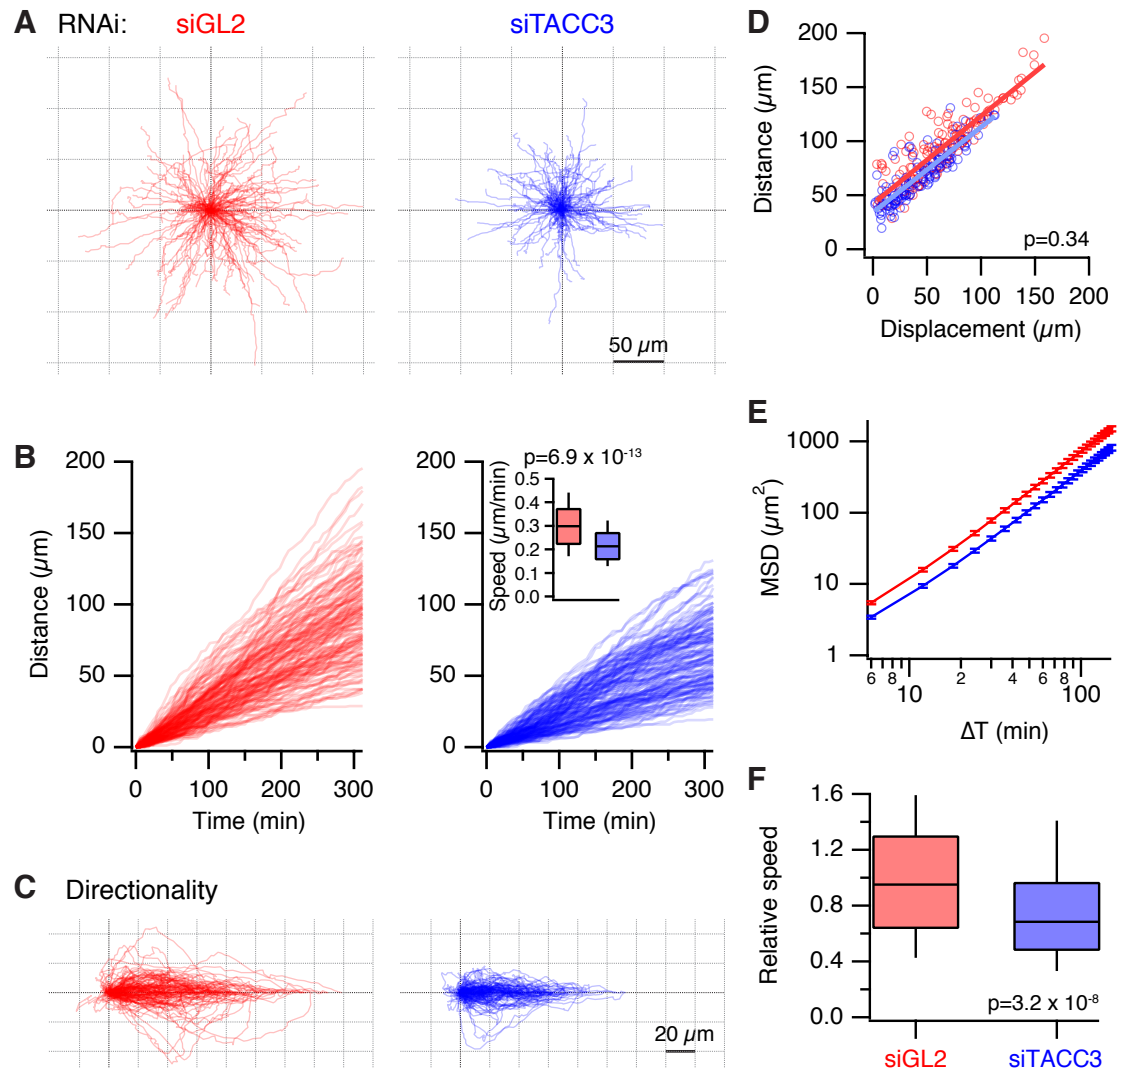 A RNAi: siGL2 siTACC3
50 µm
B
Distance (µm)
200
150
100
50
0
0 100 200 300
Time (min)
200
150
100
50
0
0 100 200 300
Time (min)
p=6.9 x 10-13
Speed (µm/min)
0.5
0.4
0.3
0.2
0.1
0.0
C Directionality
20 µm
D
Distance (µm)
200
150
100
50
0
p=0.34
0 50 100 150 200
Displacement (µm)
E
MSD (µm2)
1000
100
10
1
6 8 10 2 4 6 8 100
ΔT (min)
F
Relative speed
1.6
1.2
0.8
0.4
0.0
p=3.2 x 10-8
siGL2 siTACC3